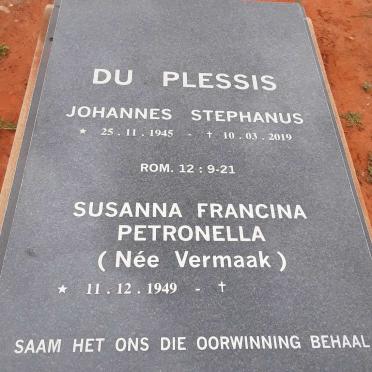 DU PLESSIS
JOHANNES STEPHANUS
★ 25.11.1945 - † 10.03.2019
ROM. 12 : 9-21
SUSANNA FRANCINA
PETRONELLA
(Née Vermaak)
★ 11.12.1949 - †
SAAM HET ONS DIE OORWINNING BEHAAL